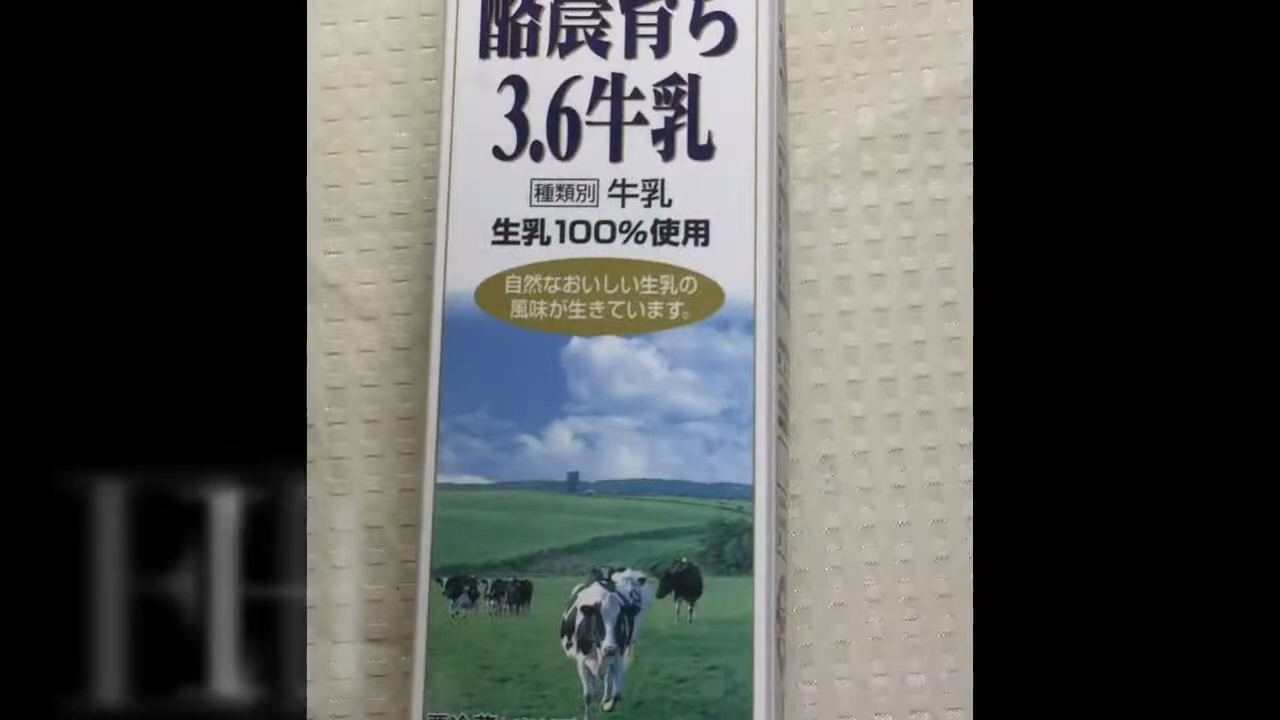 酪農育ち
3.6牛乳
種類別 牛乳
生乳100%使用
自然なおいしい生乳の
風味が生きています。